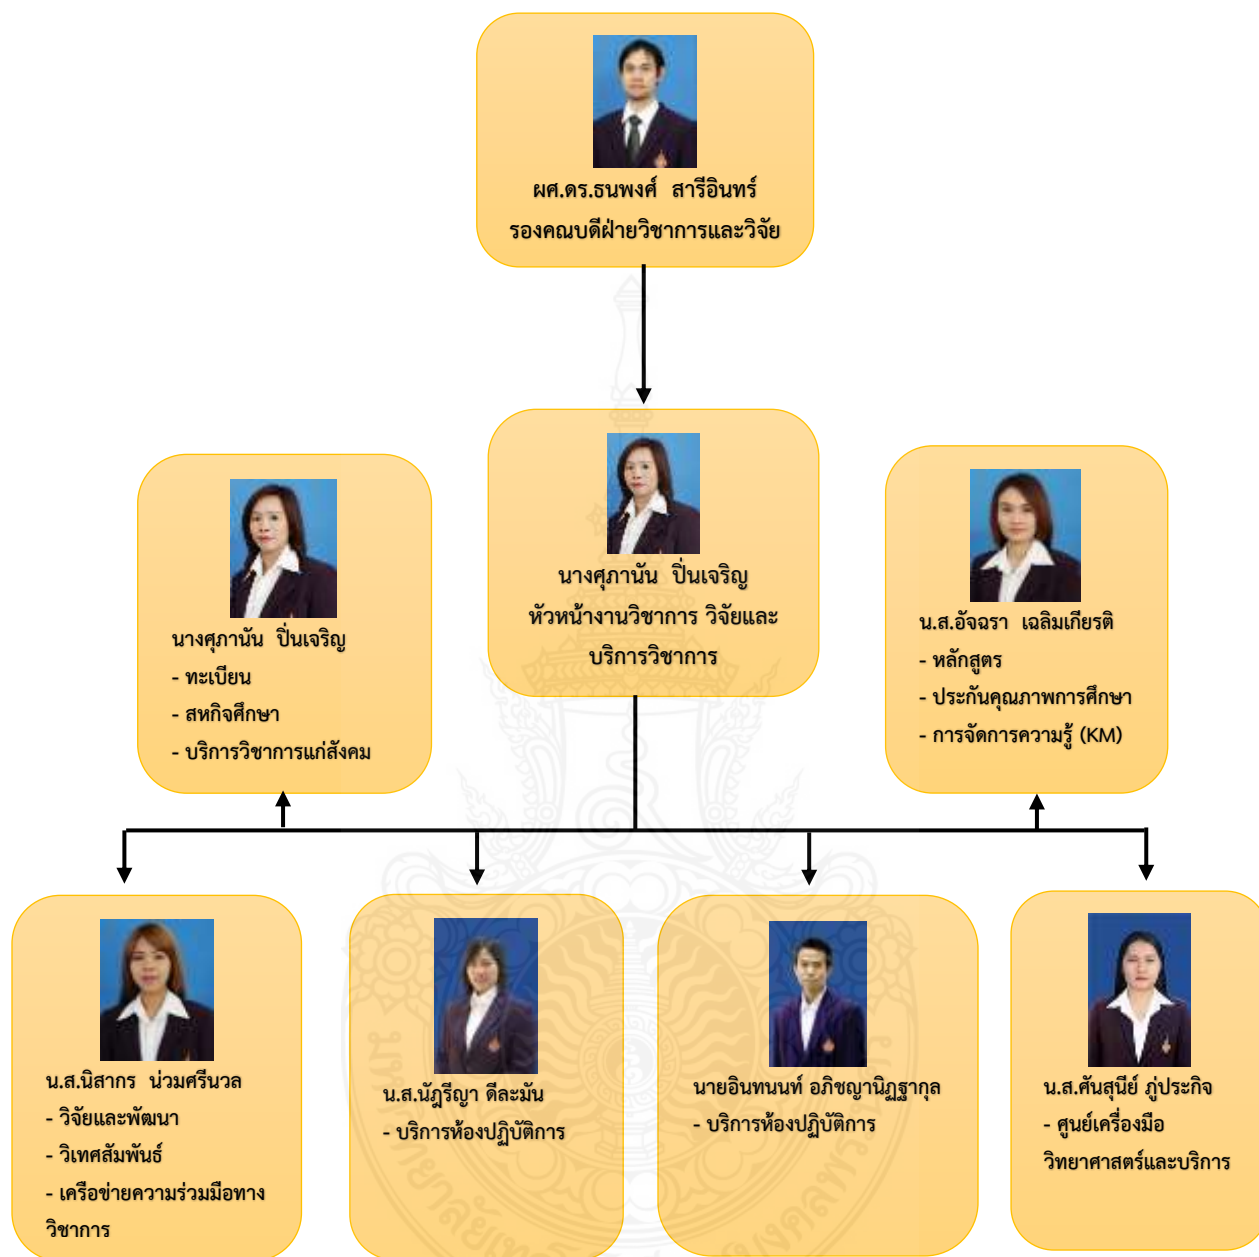 ผศ.ดร.ธนพงศ์ สารีอินทร์
รองคณบดีฝ่ายวิชาการและวิจัย
นางศุภานัน ปิ่นเจริญ
หัวหน้างานวิชาการ วิจัยและ
บริการวิชาการ
นางศุภานัน ปิ่นเจริญ
- ทะเบียน
- สหกิจศึกษา
- บริการวิชาการแก่สังคม
น.ส.อัจฉรา เฉลิมเกียรติ
- หลักสูตร
- ประกันคุณภาพการศึกษา
- การจัดการความรู้ (KM)
น.ส.นิสากร น่วมศรีนวล
- วิจัยและพัฒนา
- วิเทศสัมพันธ์
- เครือข่ายความร่วมมือทาง
วิชาการ
น.ส.นัฎรีญา ดีละมัน
- บริการห้องปฏิบัติการ
นายอินทนนท์ อภิชญานิฏฐากุล
- บริการห้องปฏิบัติการ
น.ส.ศันสุนีย์ ภู่ประกิจ
- ศูนย์เครื่องมือ
วิทยาศาสตร์และบริการ